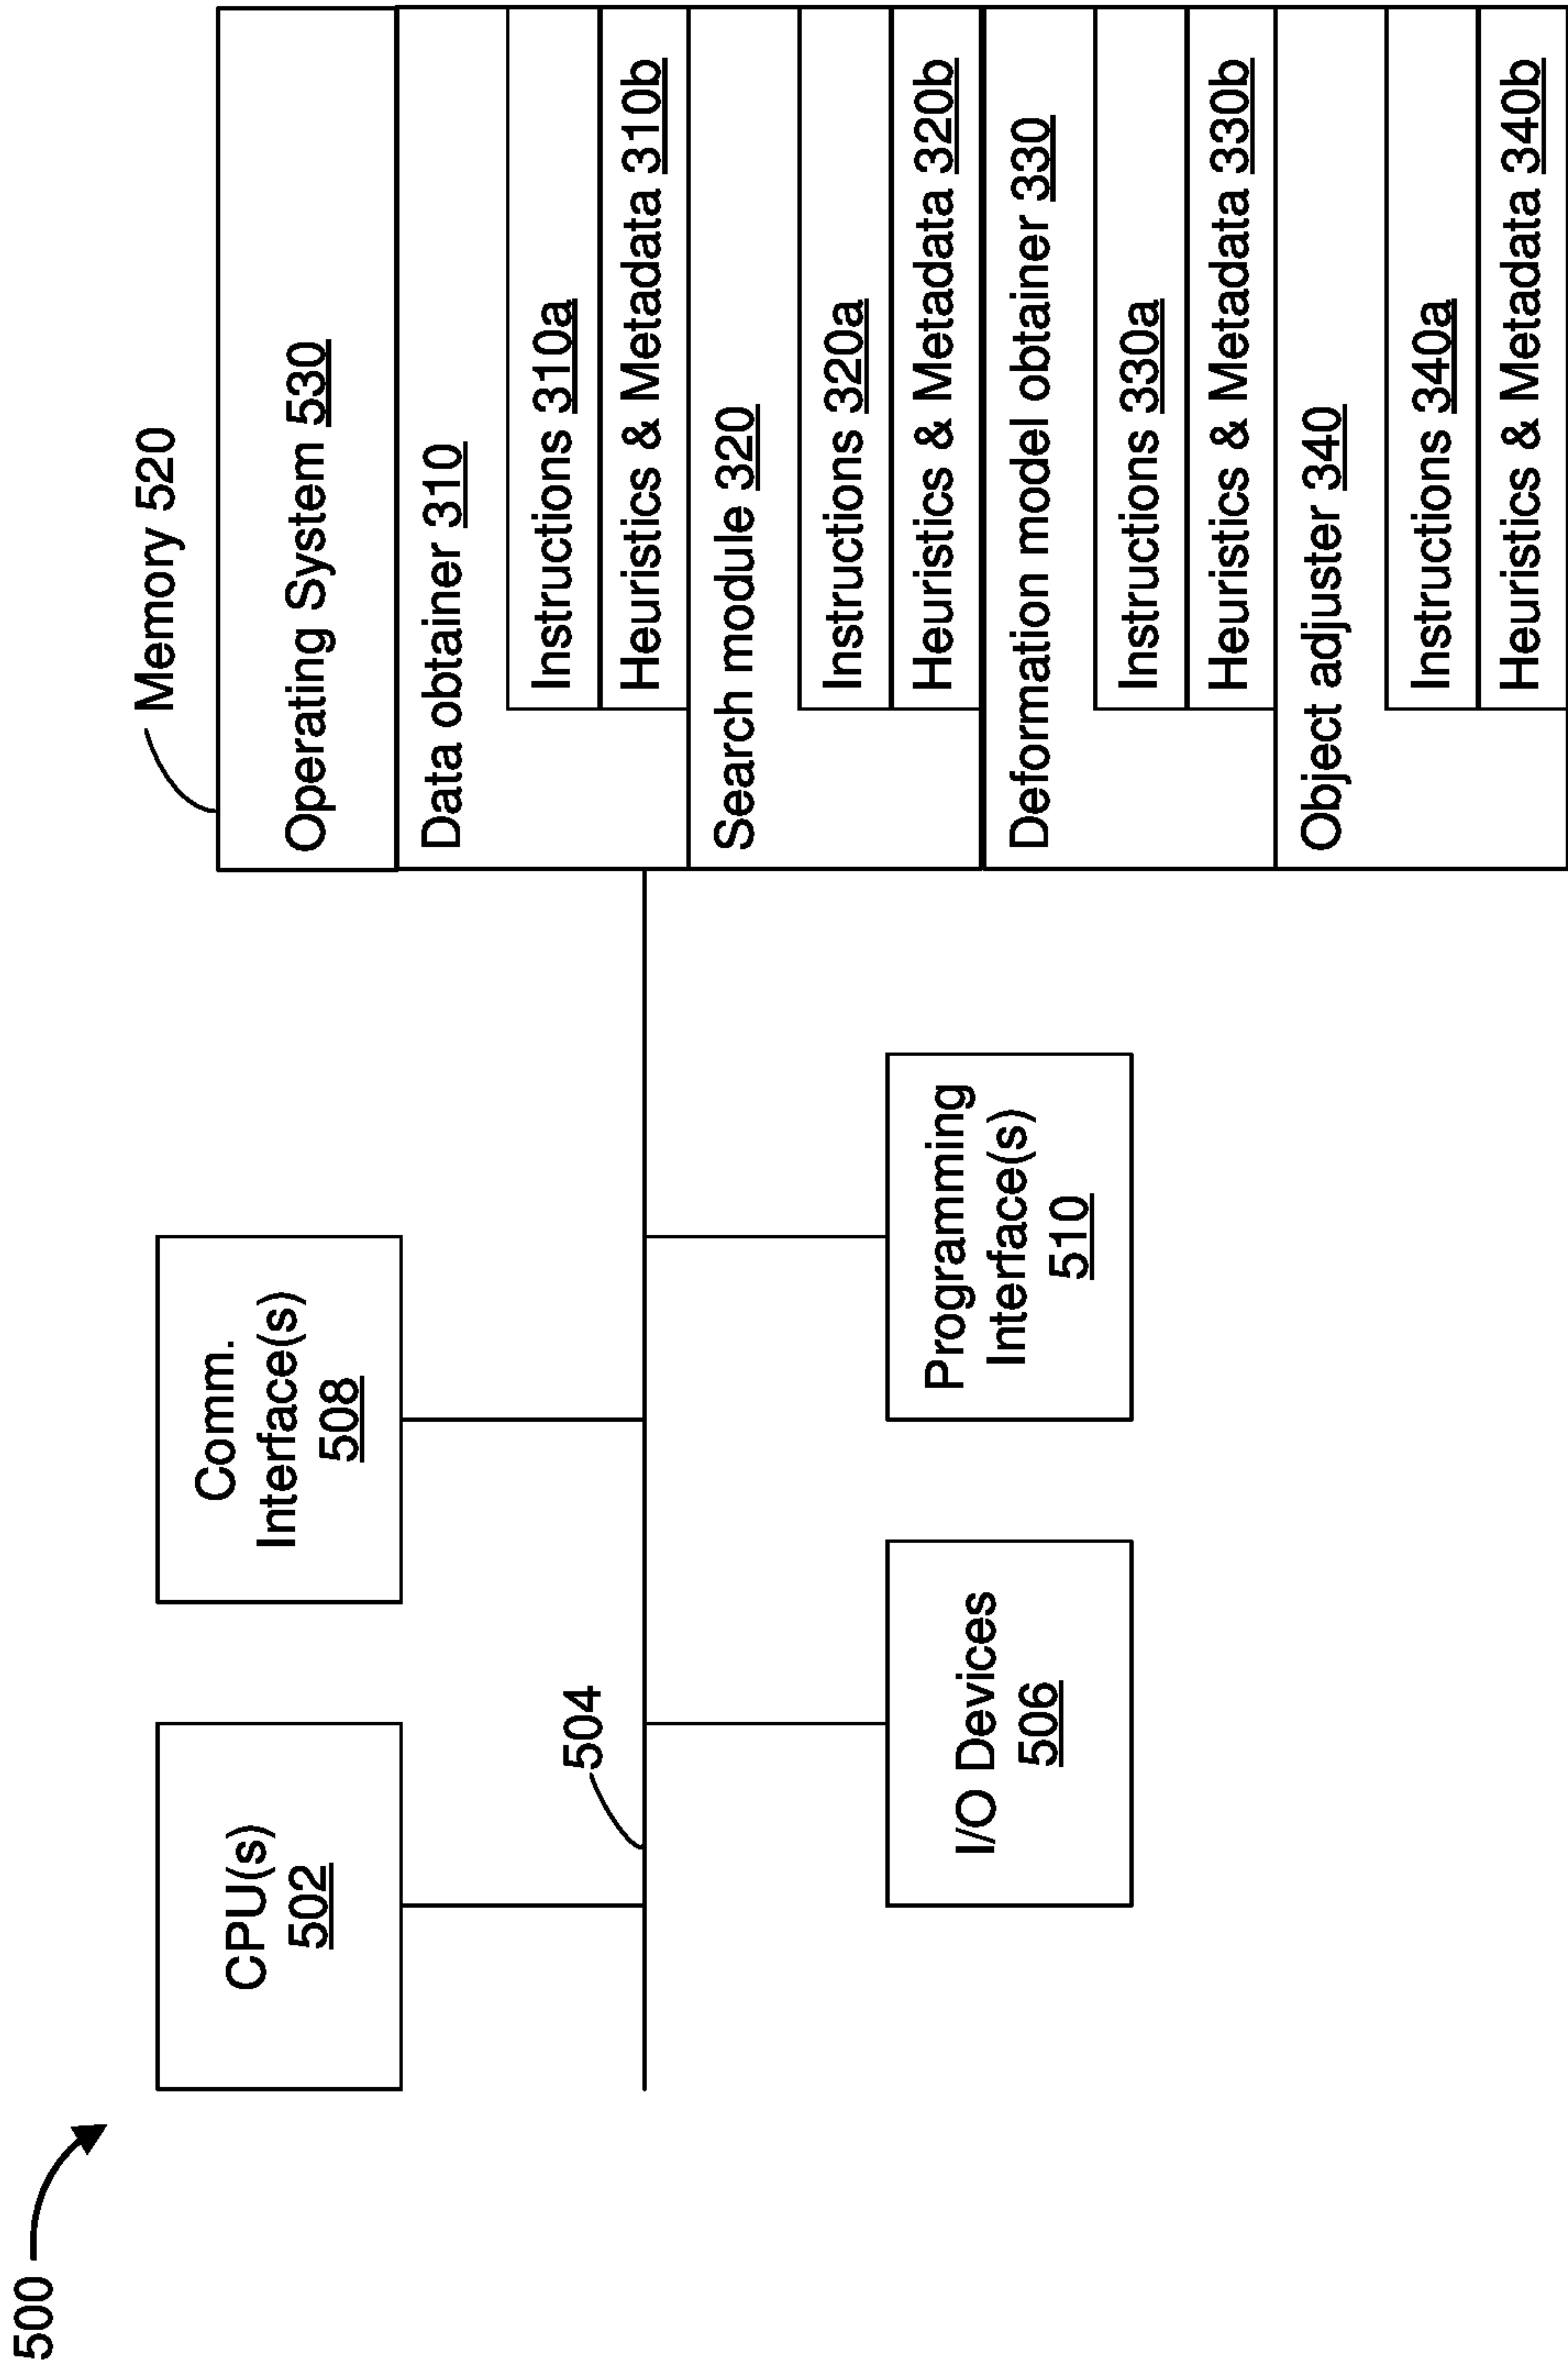 500
CPU(s)
502
Comm.
Interface(s)
508
504
I/O Devices
506
Programming
Interface(s)
510
Memory 520
Operating System 530
Data obtainer 310
Instructions 310a
Heuristics & Metadata 310b
Search module 320
Instructions 320a
Heuristics & Metadata 320b
Deformation model obtainer 330
Instructions 330a
Heuristics & Metadata 330b
Object adjuster 340
Instructions 340a
Heuristics & Metadata 340b